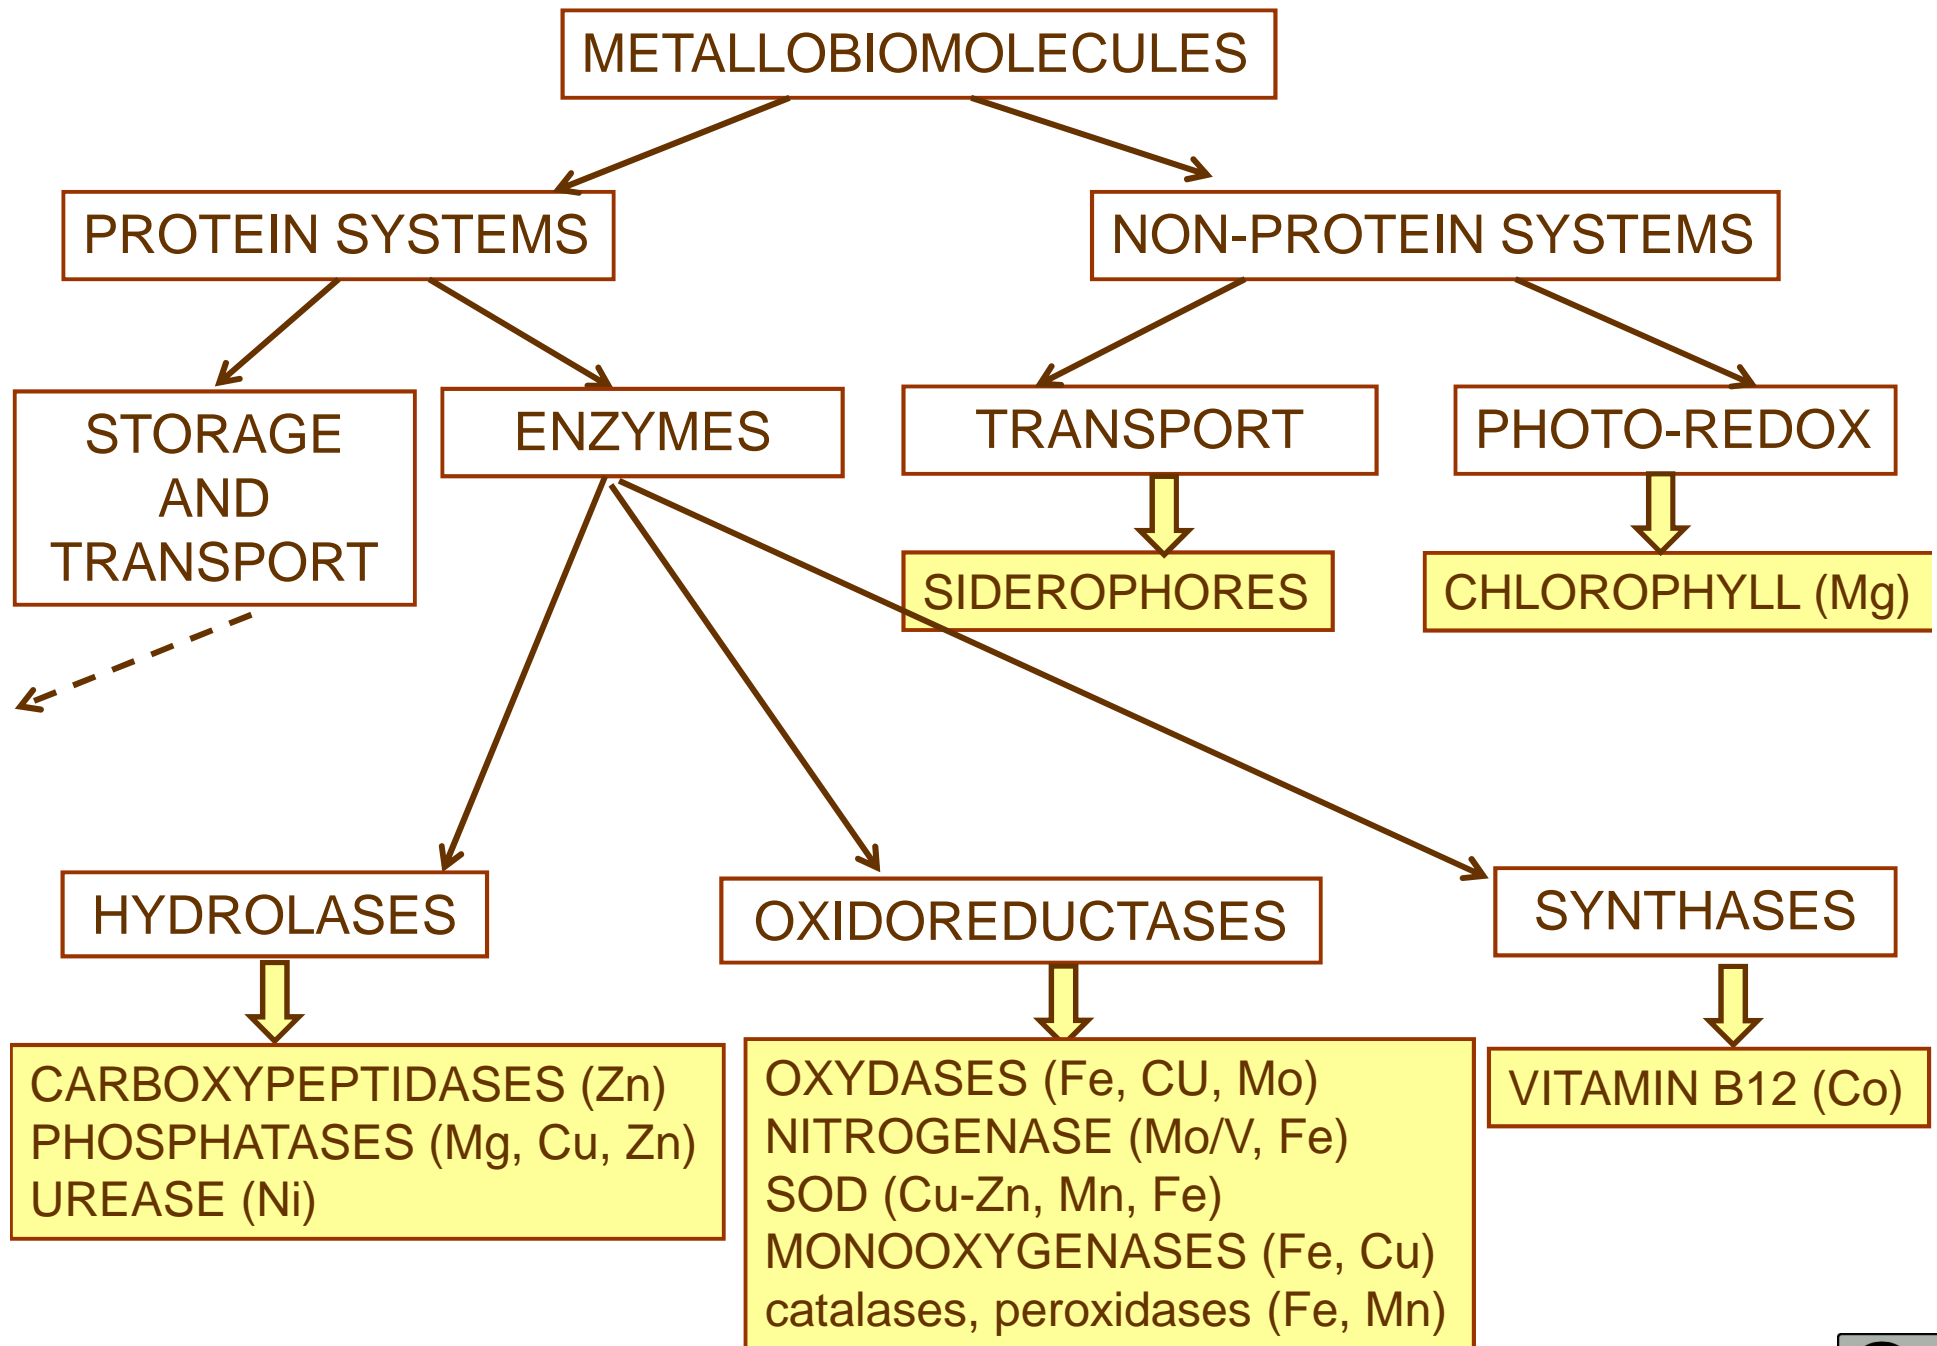 METALLOBIOMOLECULES
PROTEIN SYSTEMS
NON-PROTEIN SYSTEMS
STORAGE
AND
TRANSPORT
ENZYMES
TRANSPORT
PHOTO-REDOX
SIDEROPHORES
CHLOROPHYLL (Mg)
HYDROLASES
OXIDOREDUCTASES
SYNTHASES
CARBOXYPEPTIDASES (Zn)
PHOSPHATASES (Mg, Cu, Zn)
UREASE (Ni)
OXYDASES (Fe, CU, Mo)
NITROGENASE (Mo/V, Fe)
SOD (Cu-Zn, Mn, Fe)
MONOOXYGENASES (Fe, Cu)
catalases, peroxidases (Fe, Mn)
VITAMIN B12 (Co)